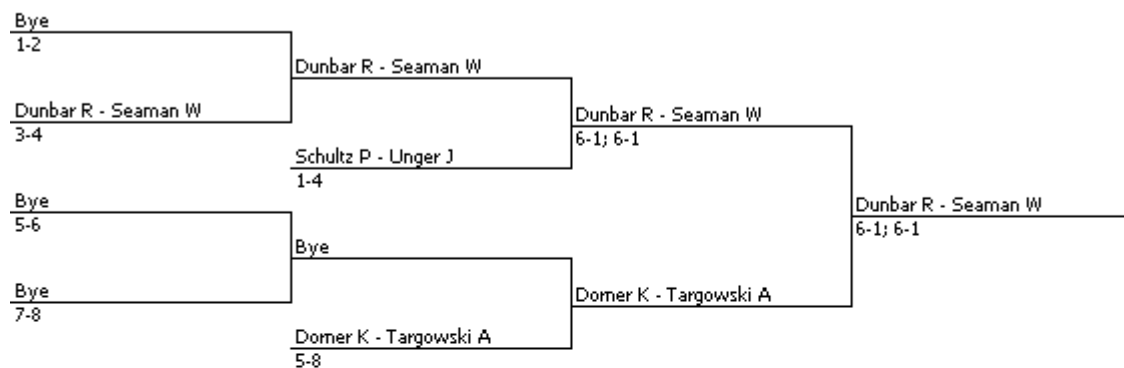 Bye
1-2
Dunbar R - Seaman W
Dunbar R - Seaman W
3-4
Dunbar R - Seaman W
6-1; 6-1
Schultz P - Unger J
1-4
Bye
5-6
Dunbar R - Seaman W
6-1; 6-1
Bye
Bye
7-8
Domer K - Targowski A
Domer K - Targowski A
5-8